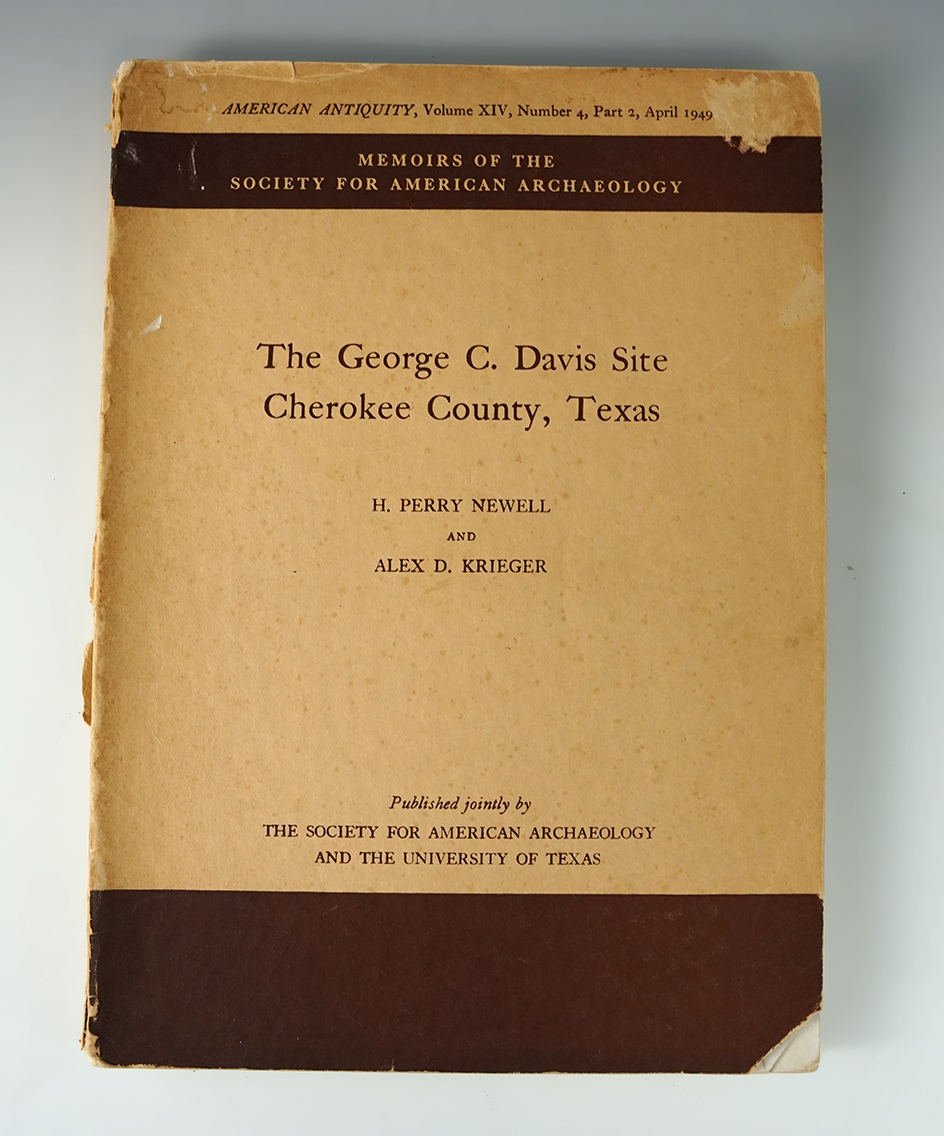 AMERICAN ANTIQUITY, Volume XIV, Number 4, Part 2, April 1949
MEMOIRS OF THE
SOCIETY FOR AMERICAN ARCHAEOLOGY
The George C. Davis Site
Cherokee County, Texas
H. PERRY NEWELL
AND
ALEX D. KRIEGER
Published jointly by
THE SOCIETY FOR AMERICAN ARCHAEOLOGY
AND THE UNIVERSITY OF TEXAS